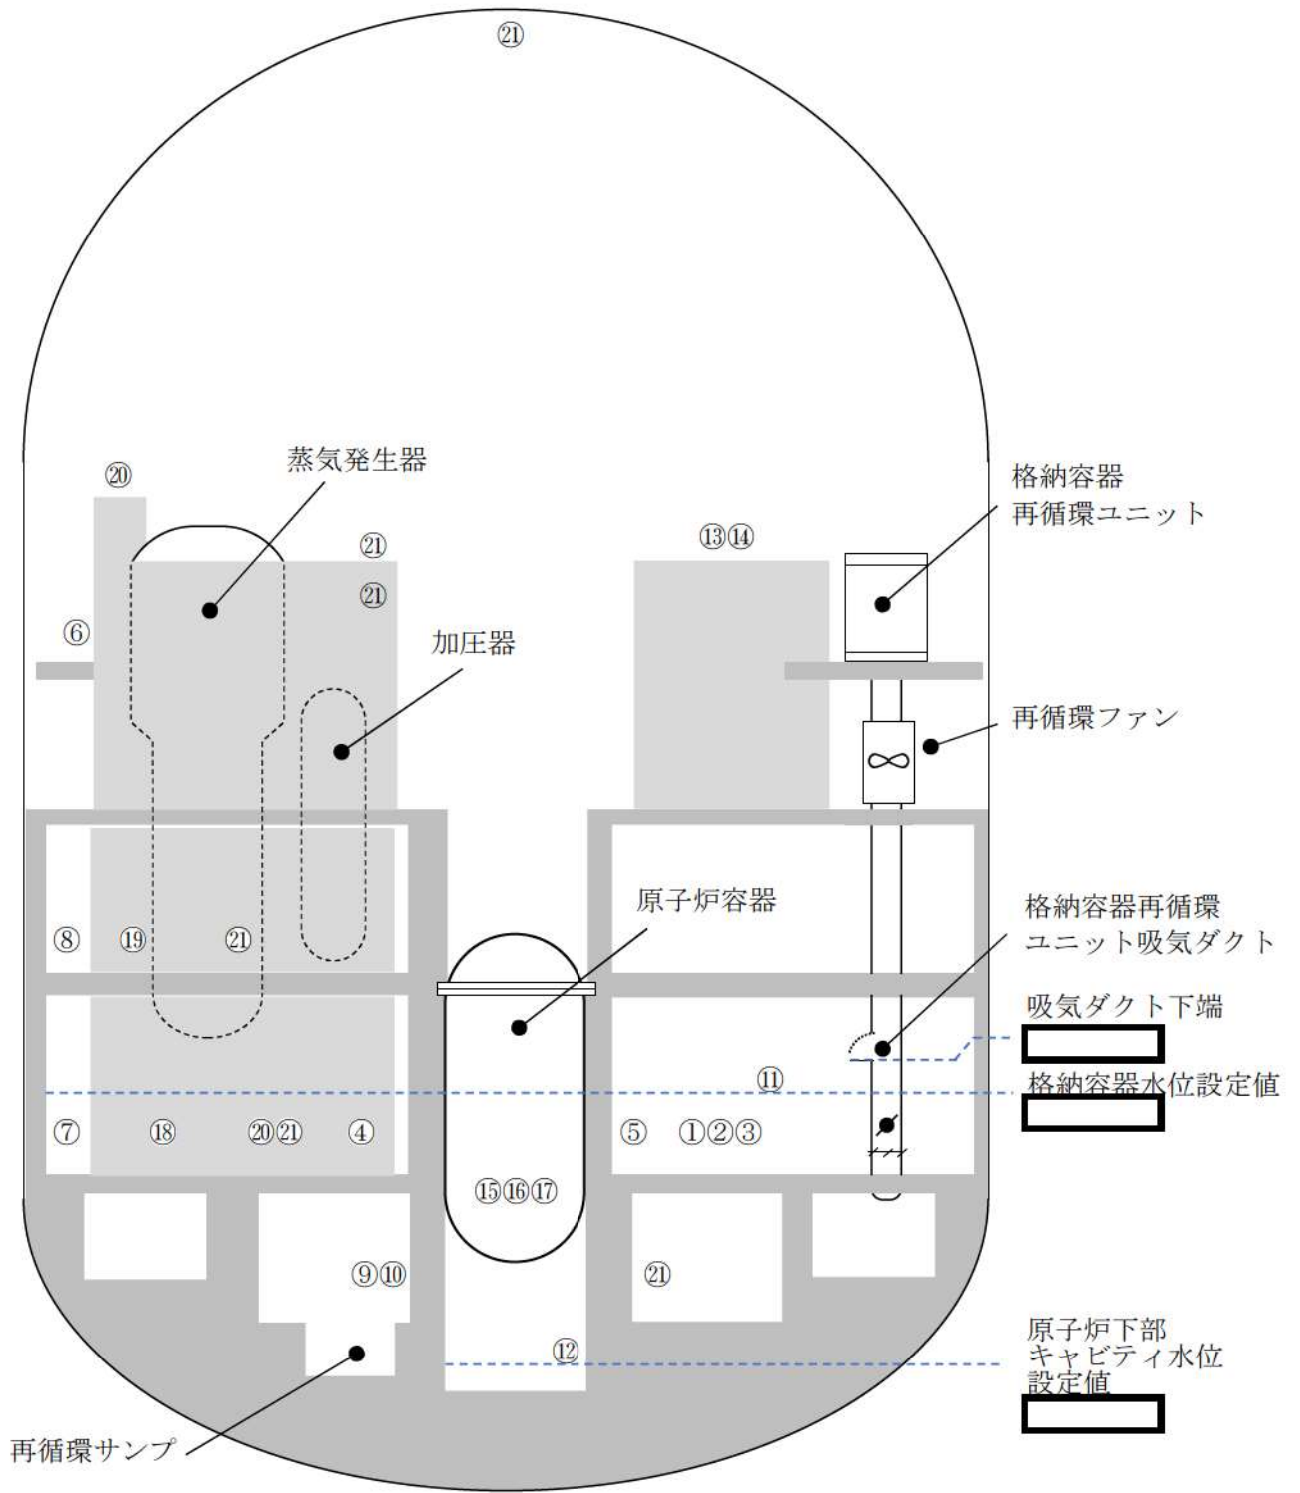 ㉑
⑳
蒸気発生器
格納容器
再循環ユニット
㉑
⑬⑭
㉑
⑥
加圧器
再循環ファン
原子炉容器
格納容器再循環
ユニット吸気ダクト
⑧
⑲
㉑
吸気ダクト下端
⑪
格納容器水位設定値
⑦
⑱
⑳㉑
④
⑤
①②③
⑮⑯⑰
⑨⑩
㉑
⑫
原子炉下部
キャビティ水位
設定値
再循環サンプ